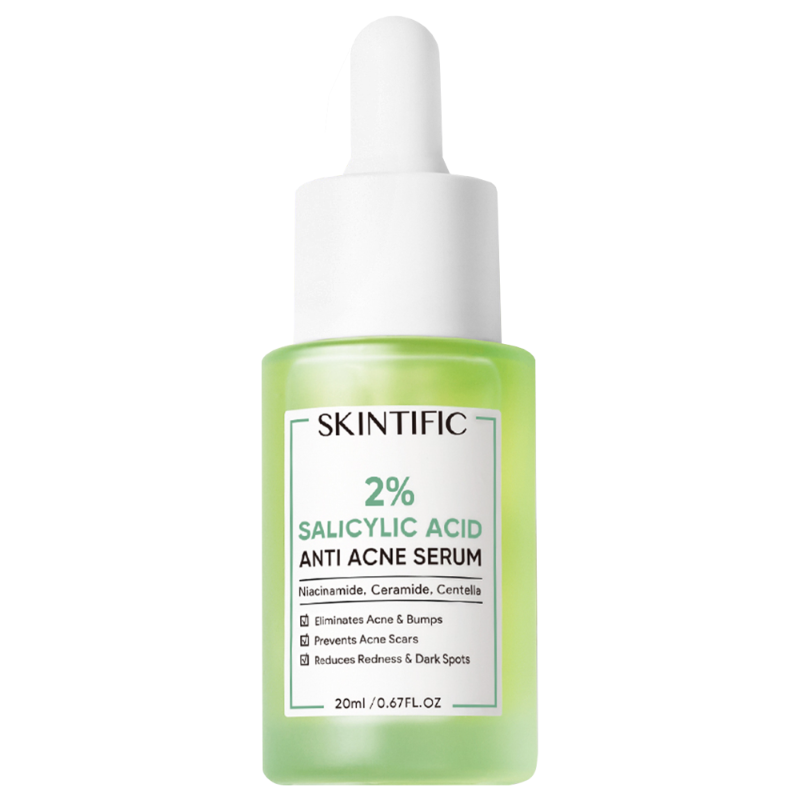 SKINTIFIC
2%
SALICYLIC ACID
ANTI ACNE SERUM
Niacinamide, Ceramide, Centella
Eliminates Acne & Bumps
Prevents Acne Scars
Reduces Redness & Dark Spots
20ml /0.67FL.OZ